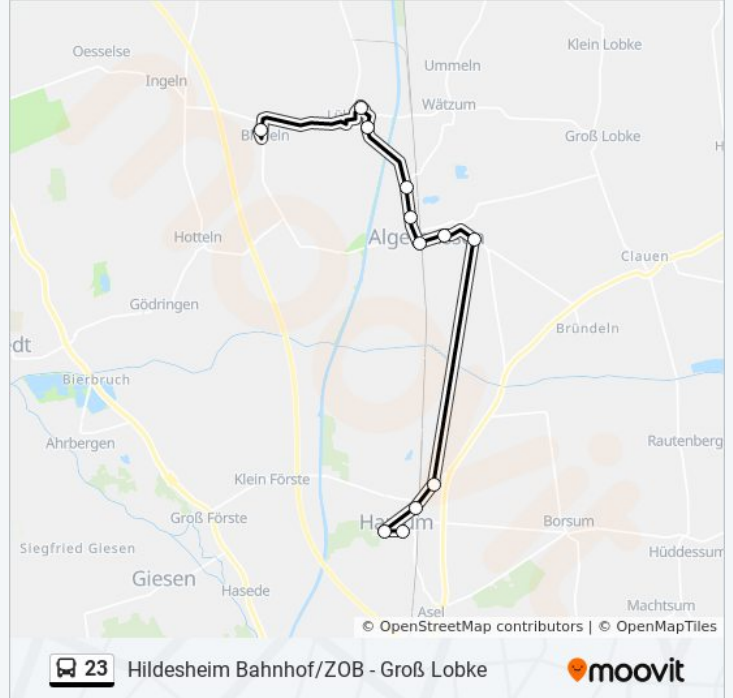 Klein Lobke
Oesselse
Ummeln
Ingeln
Wätzum
Groß Lobke
Hotteln
Clauen
Gödringen
Bründeln
Bierbruch
Ahrbergen
Rautenberg
Klein Förste
Groß Förste
Borsum
Siegfried Giesen
Hüddessum
Giesen
Hasede
Machtsum
Asel
© OpenStreetMap contributors | © OpenMapTiles
23 Hildesheim Bahnhof/ZOB - Groß Lobke
moovit